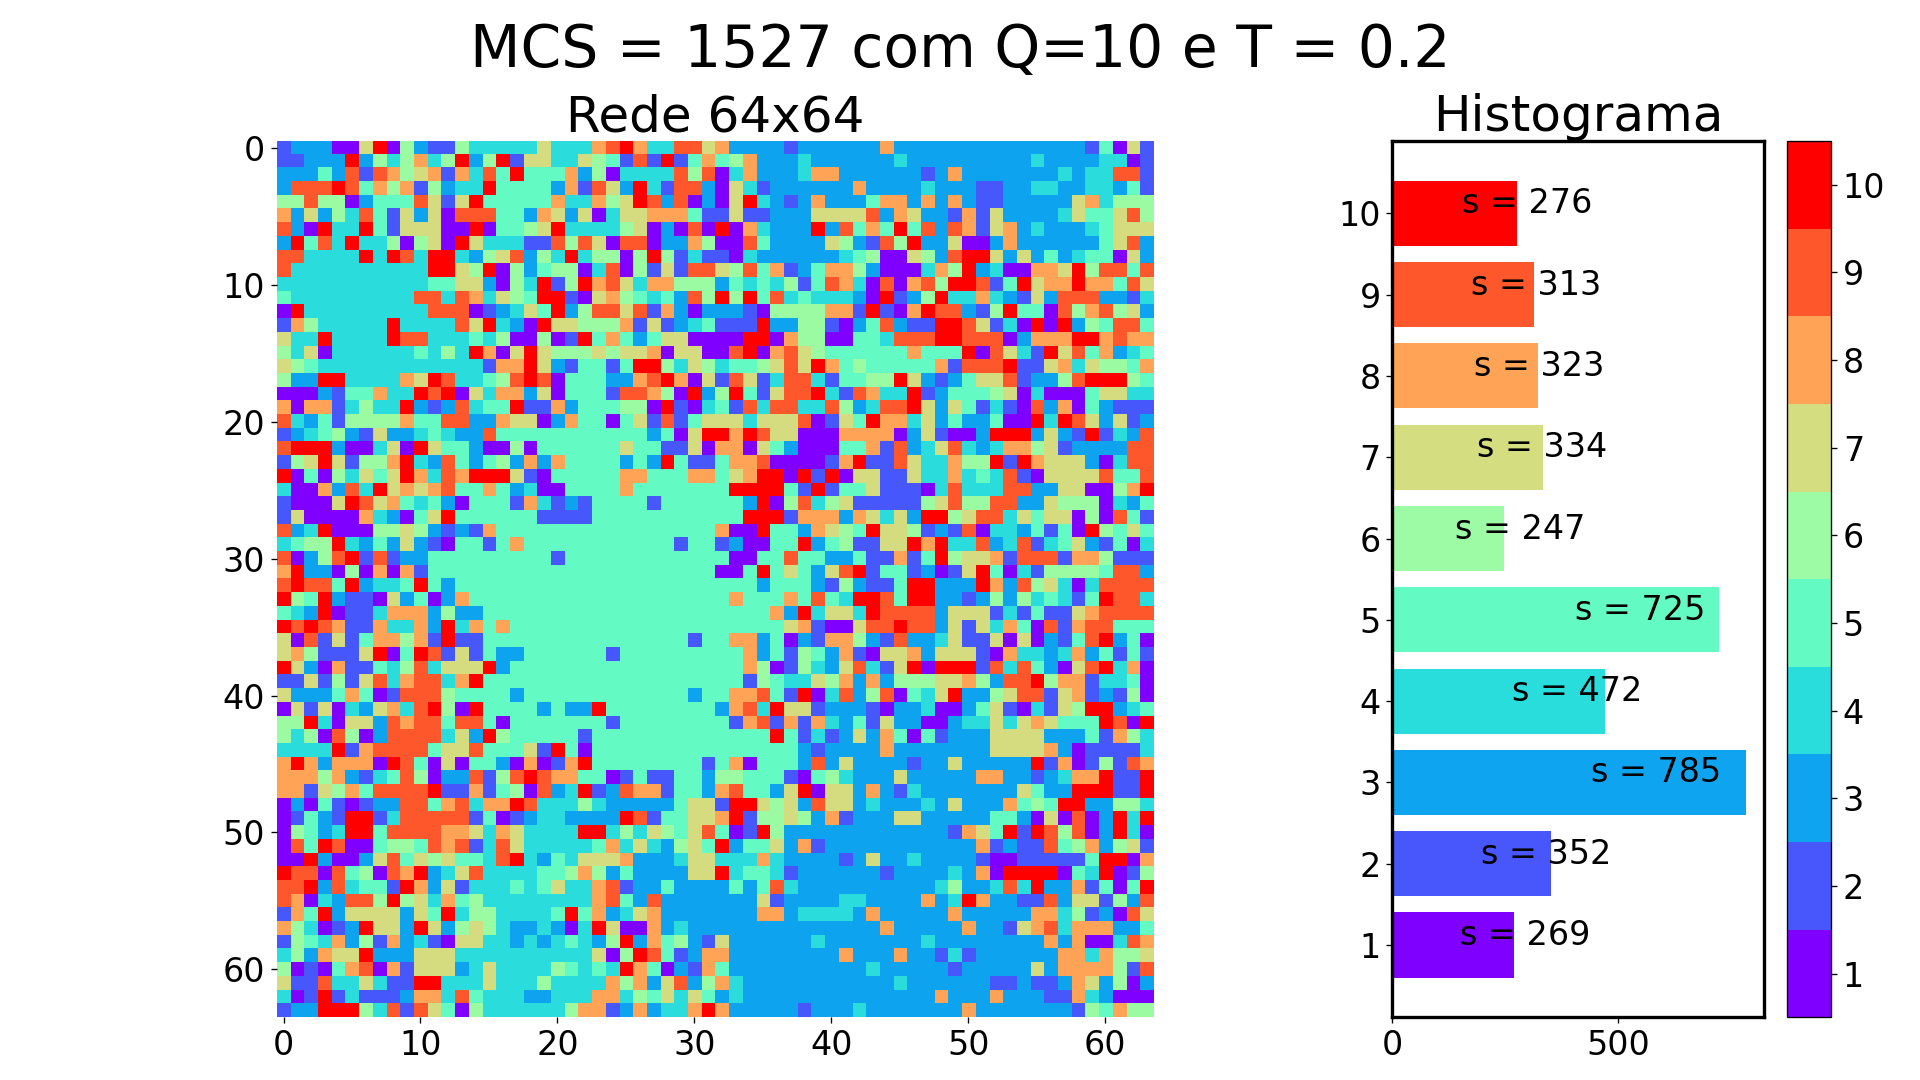 MCS = 1527 com Q=10 e T = 0.2
Rede 64x64
0
10
20
30
40
50
60
0 10 20 30 40 50 60
Histograma
10 s = 276
9 s = 313
8 s = 323
7 s = 334
6 s = 247
5 s = 725
4 s = 472
3 s = 785
2 s = 352
1 s = 269
0 500
10
9
8
7
6
5
4
3
2
1